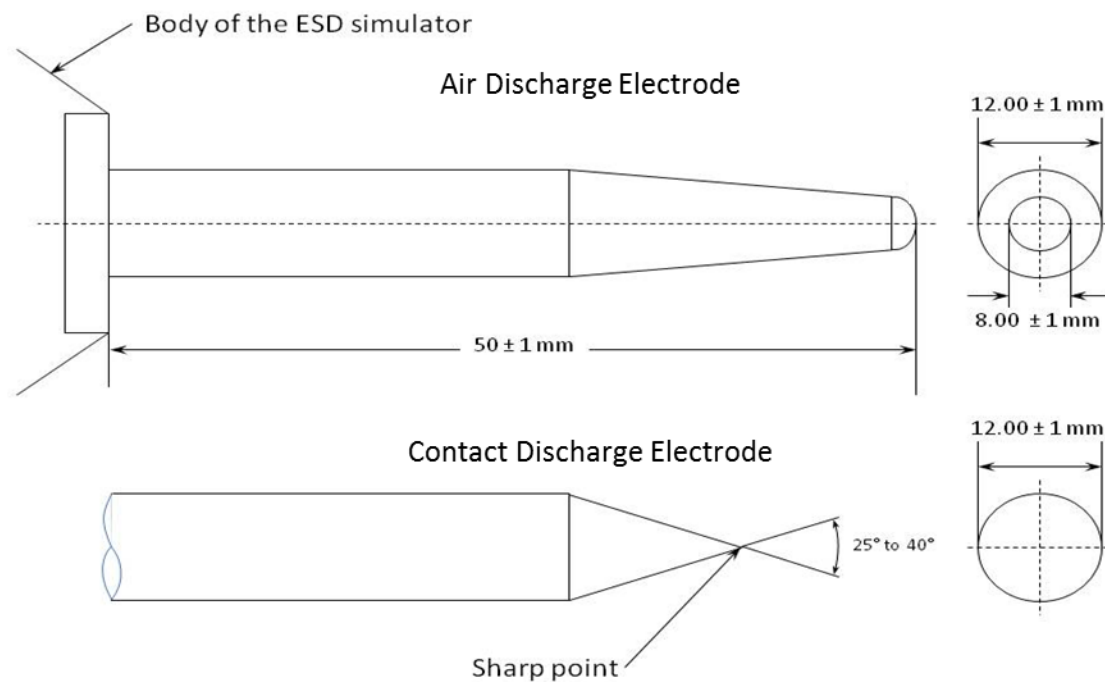 Body of the ESD simulator
Air Discharge Electrode
12.00 ± 1 mm
8.00 ± 1 mm
50 ± 1 mm
Contact Discharge Electrode
12.00 ± 1 mm
25° to 40°
Sharp point